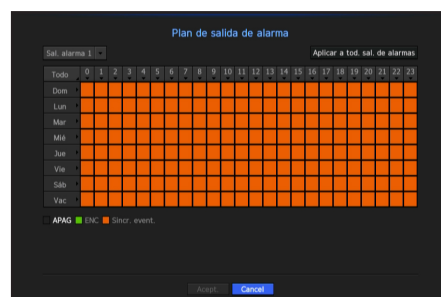 Plan de salida de alarma
Sal. alarma 1 Aplicar a tod. sal. de alarmas
Todo 0 1 2 3 4 5 6 7 8 9 10 11 12 13 14 15 16 17 18 19 20 21 22 23
Dom
Lun
Mar
Mié
Jue
Vie
Sáb
Vac
APAG ENC Sincr. event.
Acept. Cancel